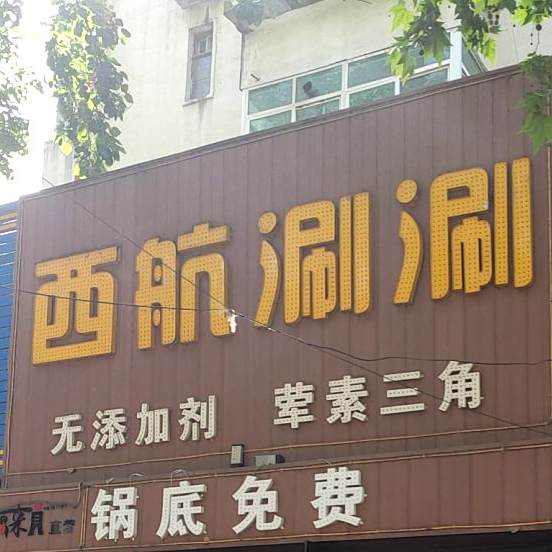 西航涮涮
无添加剂 荤素三角
锅底免费